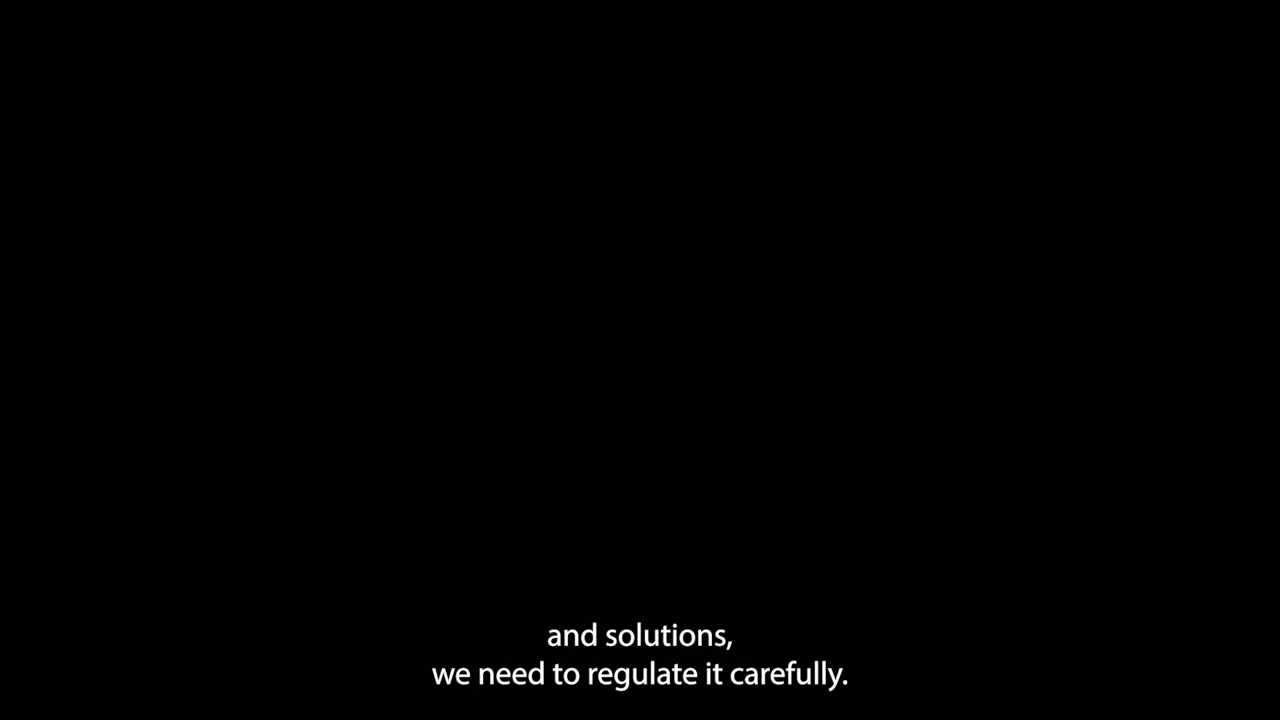 and solutions,
we need to regulate it carefully.